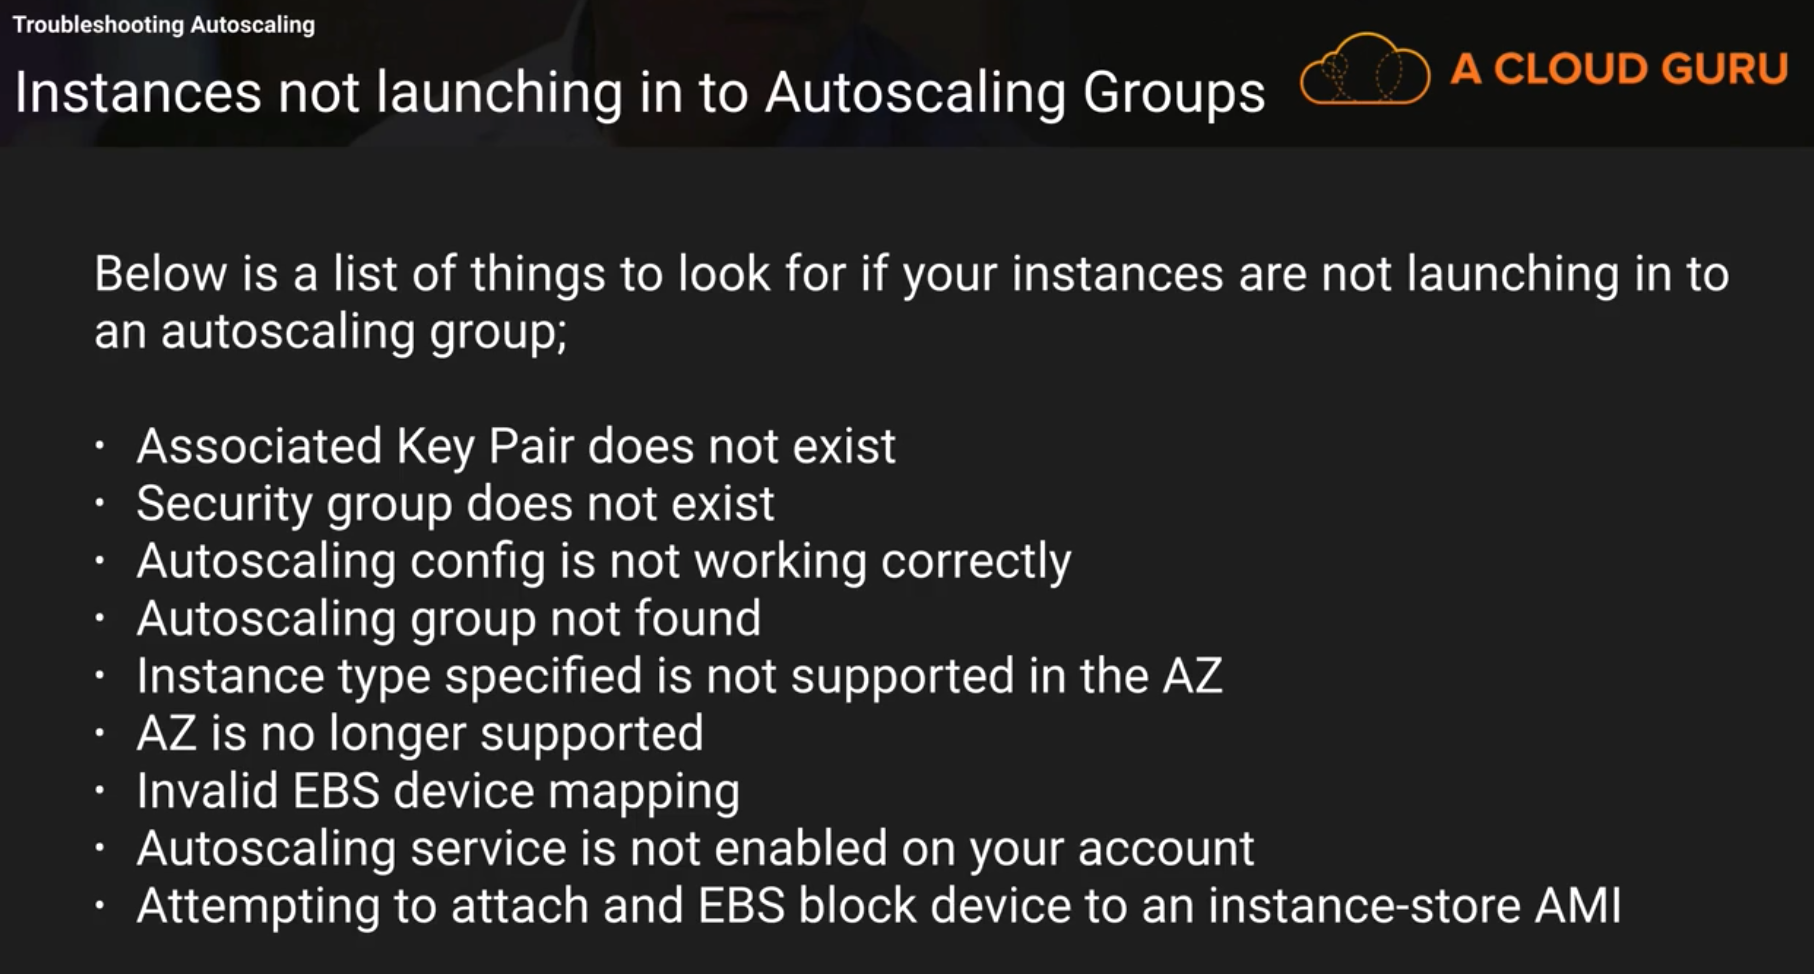 Troubleshooting Autoscaling
Instances not launching in to Autoscaling Groups
A CLOUD GURU
Below is a list of things to look for if your instances are not launching in to
an autoscaling group;
· Associated Key Pair does not exist
· Security group does not exist
· Autoscaling config is not working correctly
· Autoscaling group not found
· Instance type specified is not supported in the AZ
· AZ is no longer supported
· Invalid EBS device mapping
· Autoscaling service is not enabled on your account
· Attempting to attach and EBS block device to an instance-store AMI